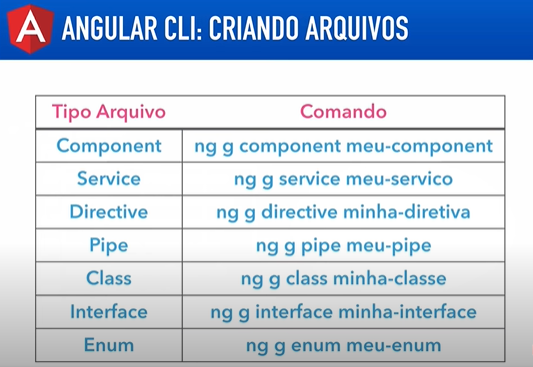 ANGULAR CLI: CRIANDO ARQUIVOS
Tipo Arquivo Comando
Component ng g component meu-component
Service ng g service meu-servico
Directive ng g directive minha-diretiva
Pipe ng g pipe meu-pipe
Class ng g class minha-classe
Interface ng g interface minha-interface
Enum ng g enum meu-enum